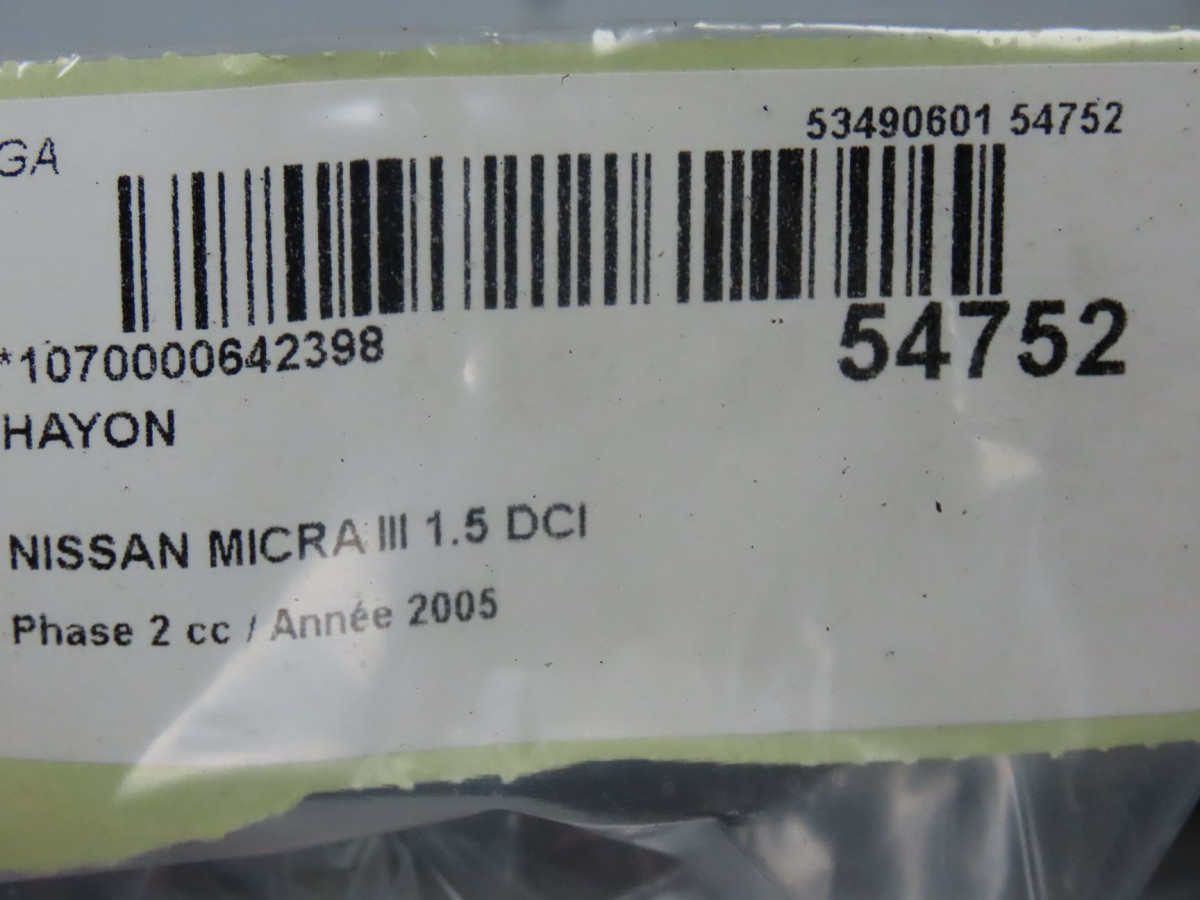 53490601 54752
GA
*1070000642398
54752
HAYON
NISSAN MICRA III 1.5 DCI
Phase 2 cc / Année 2005